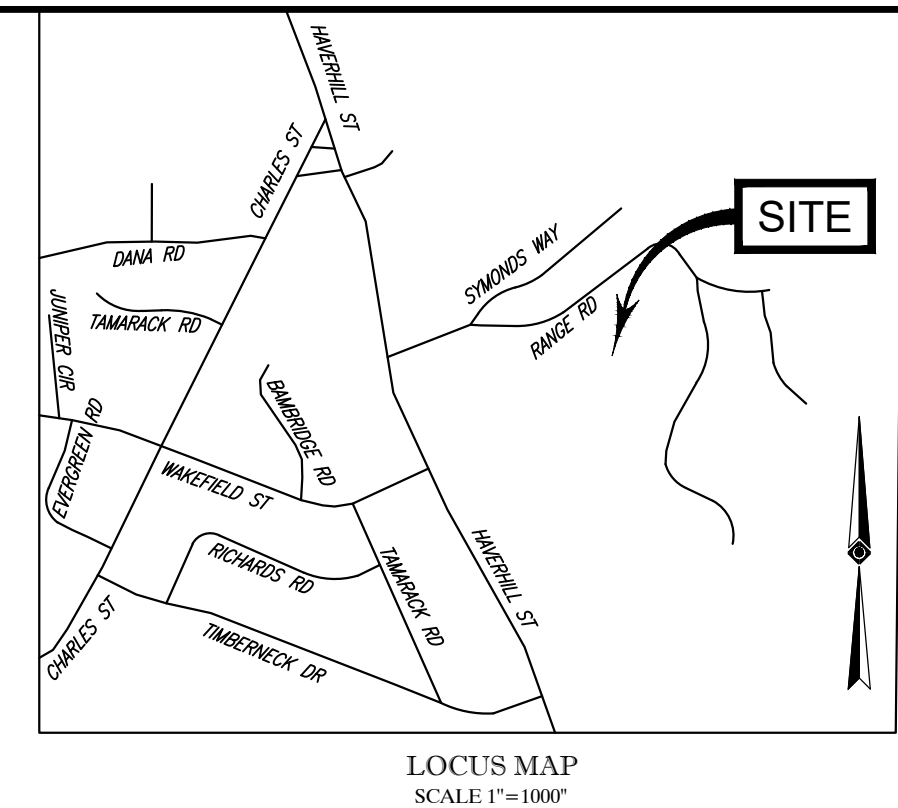 HAVERHILL ST
CHARLES ST
SITE
DANA RD
SYMONDS WAY
JUNIPER CIR
TAMARACK RD
RANGE RD
BAMBRIDGE RD
EVERGREEN RD
WAKEFIELD ST
RICHARDS RD
TAMARACK RD
HAVERHILL ST
CHARLES ST
TIMBERNECK DR
LOCUS MAP
SCALE 1"=1000"